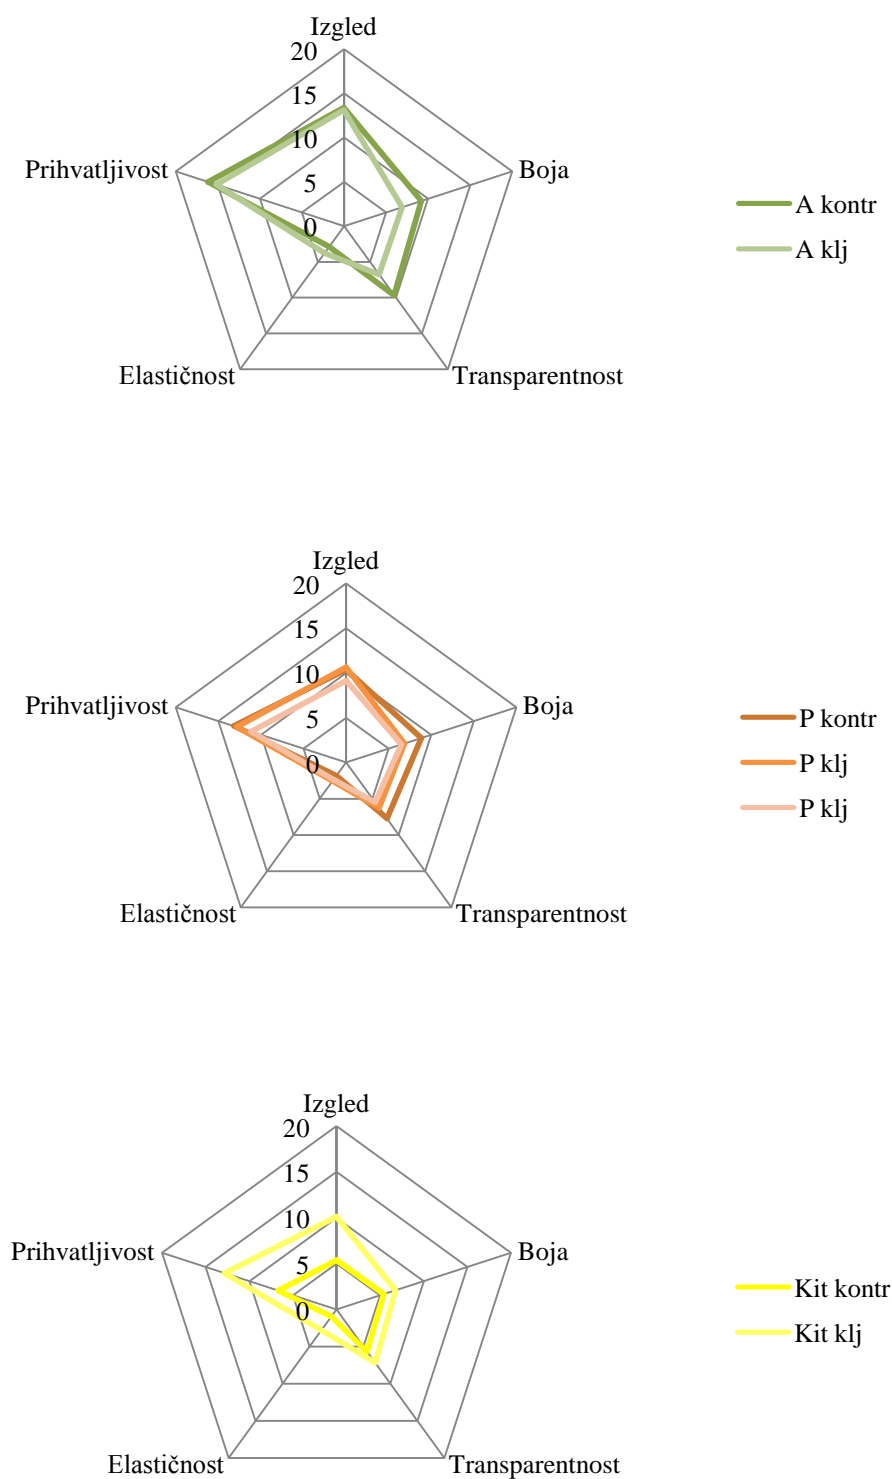 Izgled
20
15
10
5
0
Prihvatljivost
Boja
Elastičnost
Transparentnost
A kontr
A klj
Izgled
20
15
10
5
0
Prihvatljivost
Boja
Elastičnost
Transparentnost
P kontr
P klj
P klj
Izgled
20
15
10
5
0
Prihvatljivost
Boja
Elastičnost
Transparentnost
Kit kontr
Kit klj